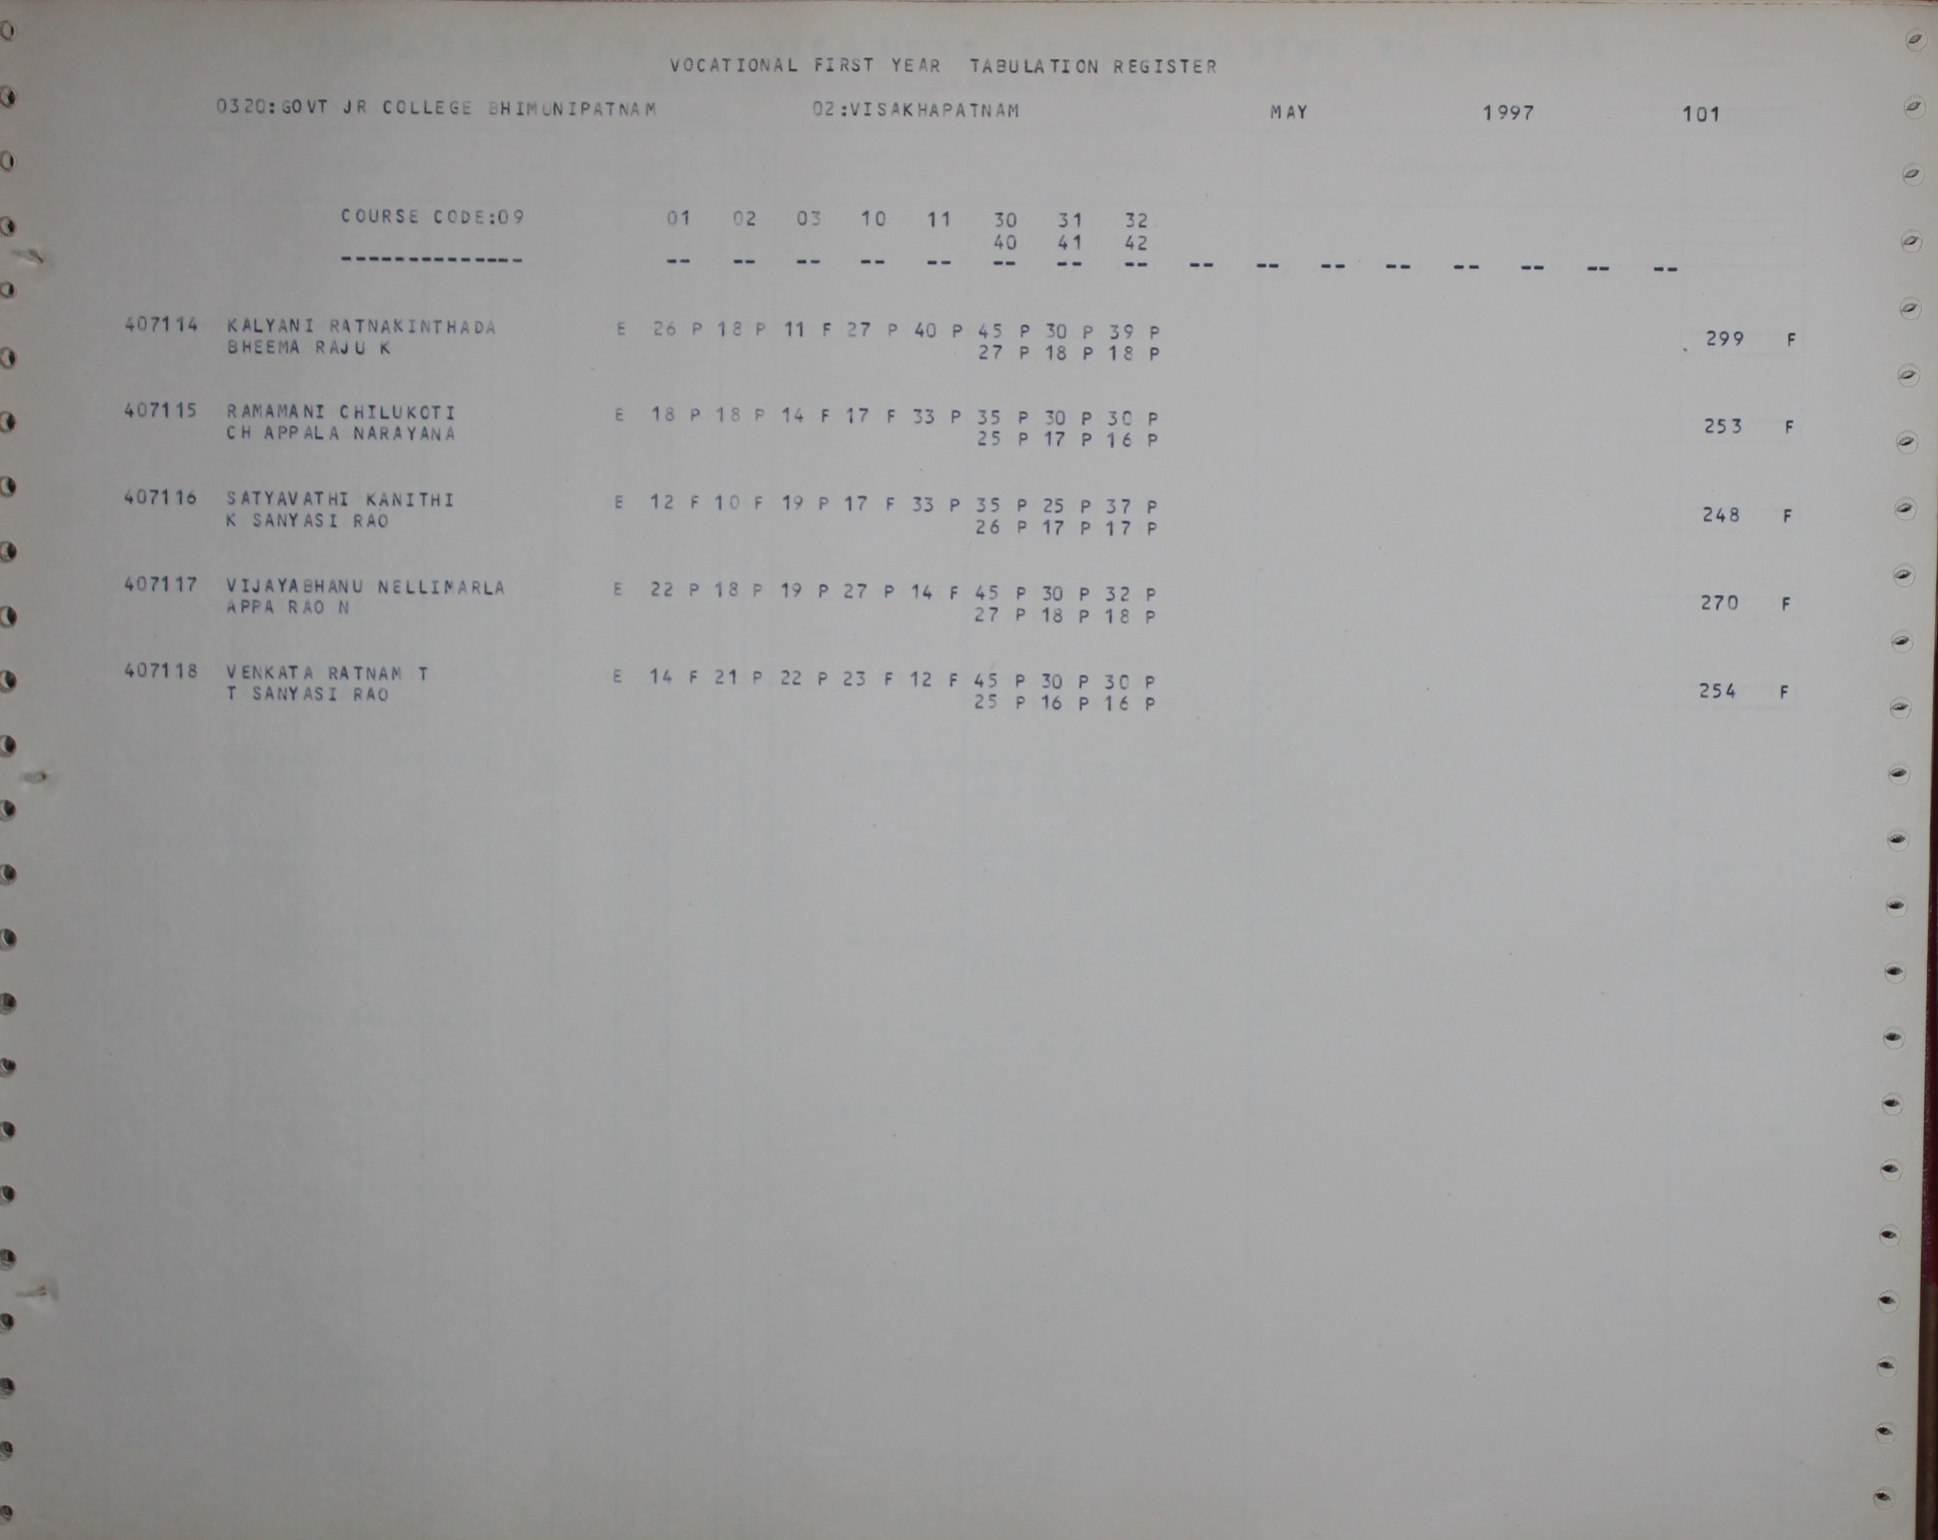 VOCATIONAL FIRST YEAR TABULATION REGISTER
0320:GOVT JR COLLEGE BHIMUNIPATNAM 02:VISAKHAPATNAM MAY 1997 101
COURSE CODE:09 01 02 03 10 11 30 31 32
40 41 42
-------------- -- -- -- -- -- -- -- -- -- -- -- -- -- -- -- --
407114 KALYANI RATNAKINTHADA E 26 P 18 P 11 F 27 P 40 P 45 P 30 P 39 P 299 F
BHEEMA RAJU K 27 P 18 P 18 P
407115 RAMAMANI CHILUKOTI E 18 P 18 P 14 F 17 F 33 P 35 P 30 P 30 P 253 F
CH APPALA NARAYANA 25 P 17 P 16 P
407116 SATYAVATHI KANITHI E 12 F 10 F 19 P 17 F 33 P 35 P 25 P 37 P 248 F
K SANYASI RAO 26 P 17 P 17 P
407117 VIJAYABHANU NELLIMARLA E 22 P 18 P 19 P 27 P 14 F 45 P 30 P 32 P 270 F
APPA RAO N 27 P 18 P 18 P
407118 VENKATA RATNAM T E 14 F 21 P 22 P 23 F 12 F 45 P 30 P 30 P 254 F
T SANYASI RAO 25 P 16 P 16 P